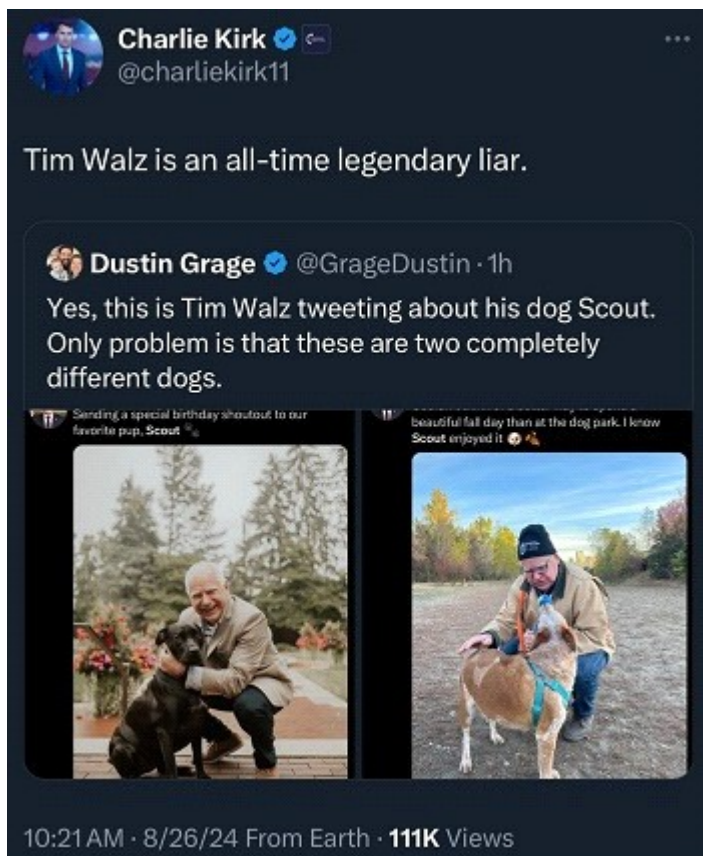 Charlie Kirk
@charliekirk11
Tim Walz is an all-time legendary liar.
Dustin Grage @GrageDustin · 1h
Yes, this is Tim Walz tweeting about his dog Scout.
Only problem is that these are two completely
different dogs.
Sending a special birthday shoutout to our
favorite pup, Scout
beautiful fall day than at the dog park. I know
Scout enjoyed it
10:21 AM · 8/26/24 From Earth · 111K Views